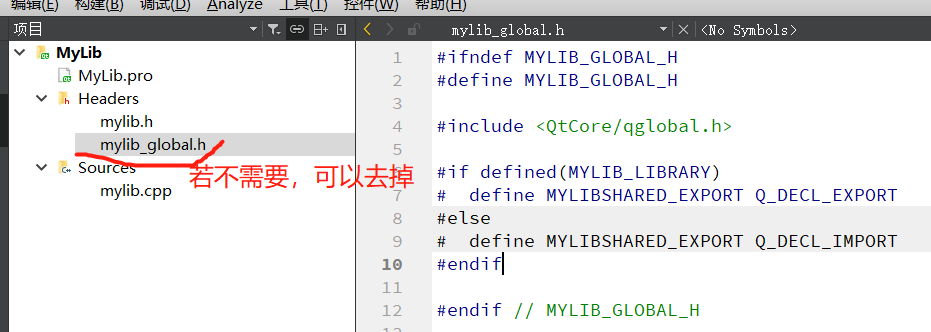 编辑(E) 构建(B) 调试(D) Analyze 工具(T) 控件(W) 帮助(H)
项目
mylib_global.h
<No Symbols>
MyLib
MyLib.pro
Headers
mylib.h
mylib_global.h
Sources
mylib.cpp
若不需要，可以去掉
1 #ifndef MYLIB_GLOBAL_H
2 #define MYLIB_GLOBAL_H
3
4 #include <QtCore/qglobal.h>
5
6 #if defined(MYLIB_LIBRARY)
7 #  define MYLIBSHARED_EXPORT Q_DECL_EXPORT
8 #else
9 #  define MYLIBSHARED_EXPORT Q_DECL_IMPORT
10 #endif
11
12 #endif // MYLIB_GLOBAL_H